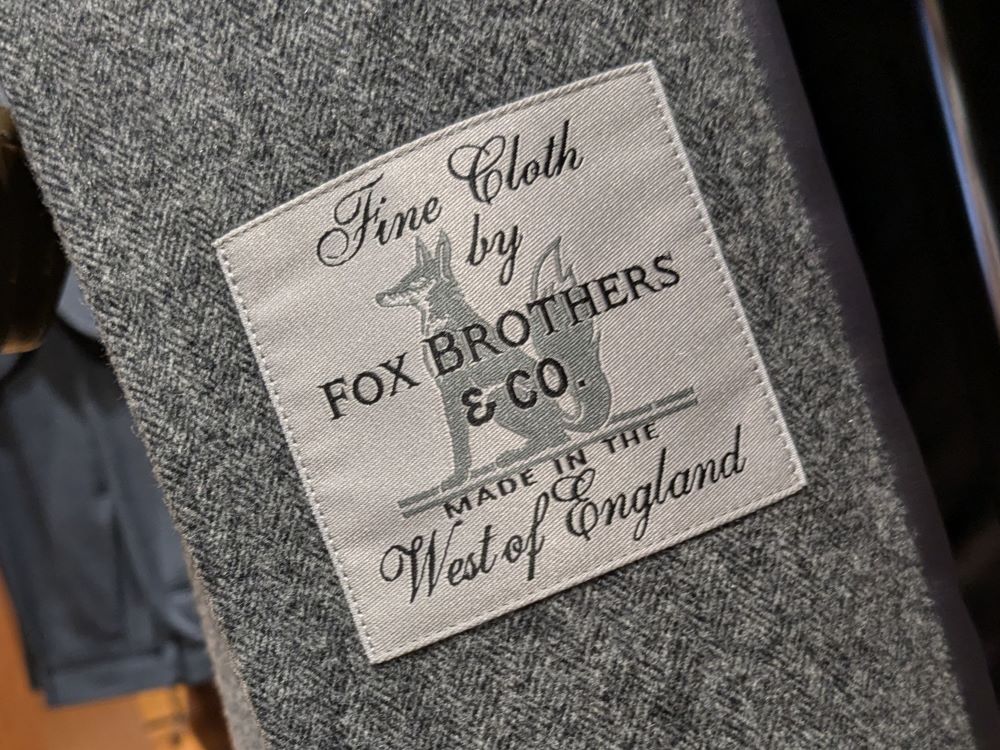 Fine Cloth
by
FOX BROTHERS
& CO.
MADE IN THE
West of England